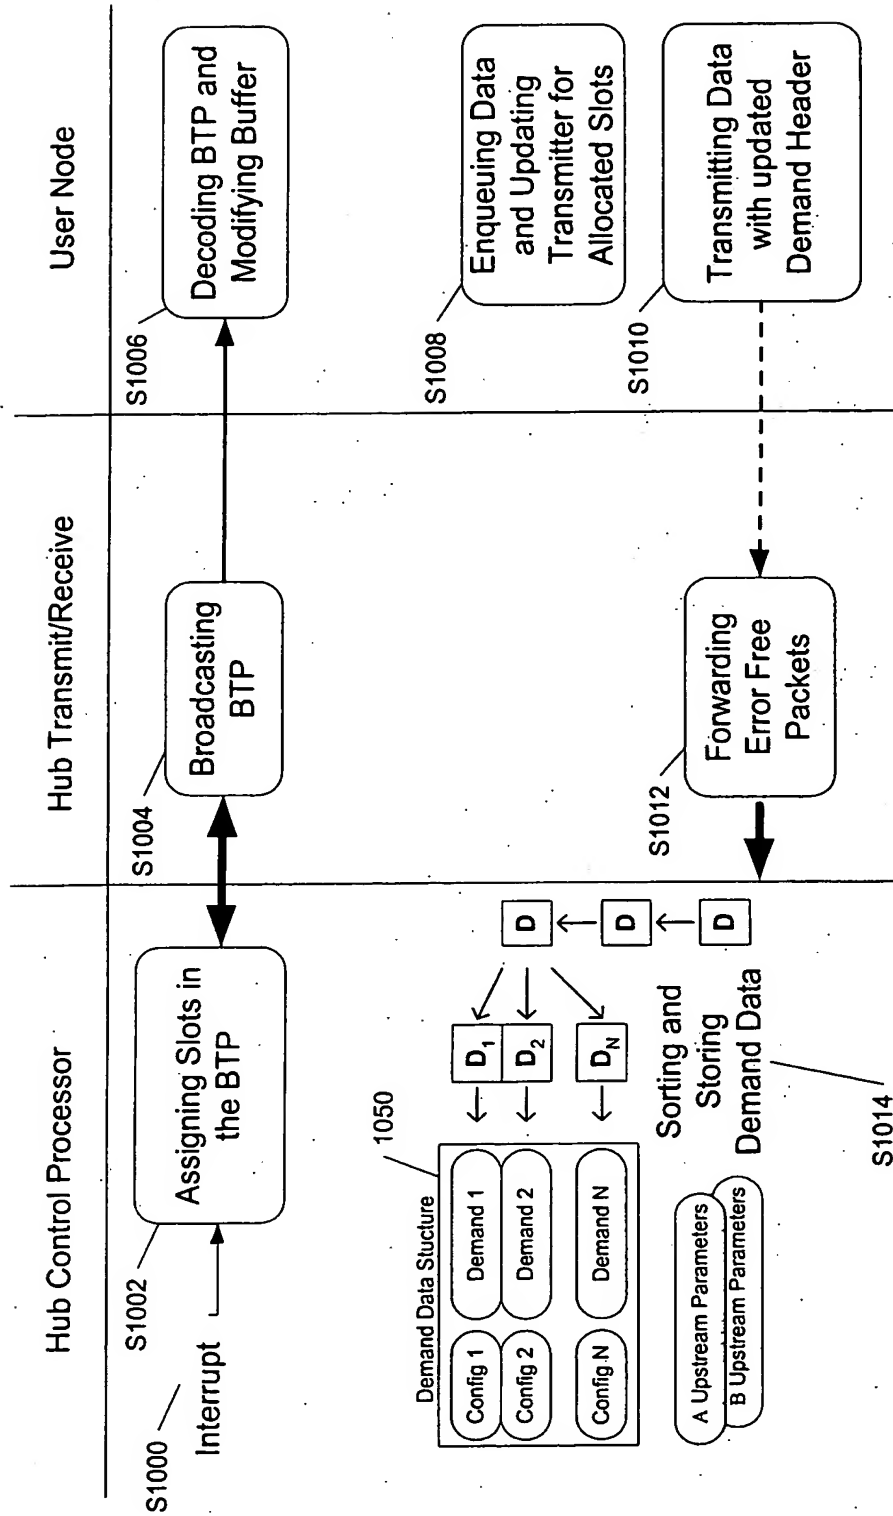 Hub Control Processor
Hub Transmit/Receive
User Node
S1000
Interrupt
S1002
Assigning Slots in
the BTP
S1004
Broadcasting
BTP
S1006
Decoding BTP and
Modifying Buffer
S1008
Enqueuing Data
and Updating
Transmitter for
Allocated Slots
S1010
Transmitting Data
with updated
Demand Header
S1012
Forwarding
Error Free
Packets
Demand Data Stucture
1050
Config 1
Demand 1
D1
Config 2
Demand 2
D2
Config N
Demand N
DN
D
D
D
Sorting and
Storing
Demand Data
S1014
A Upstream Parameters
B Upstream Parameters